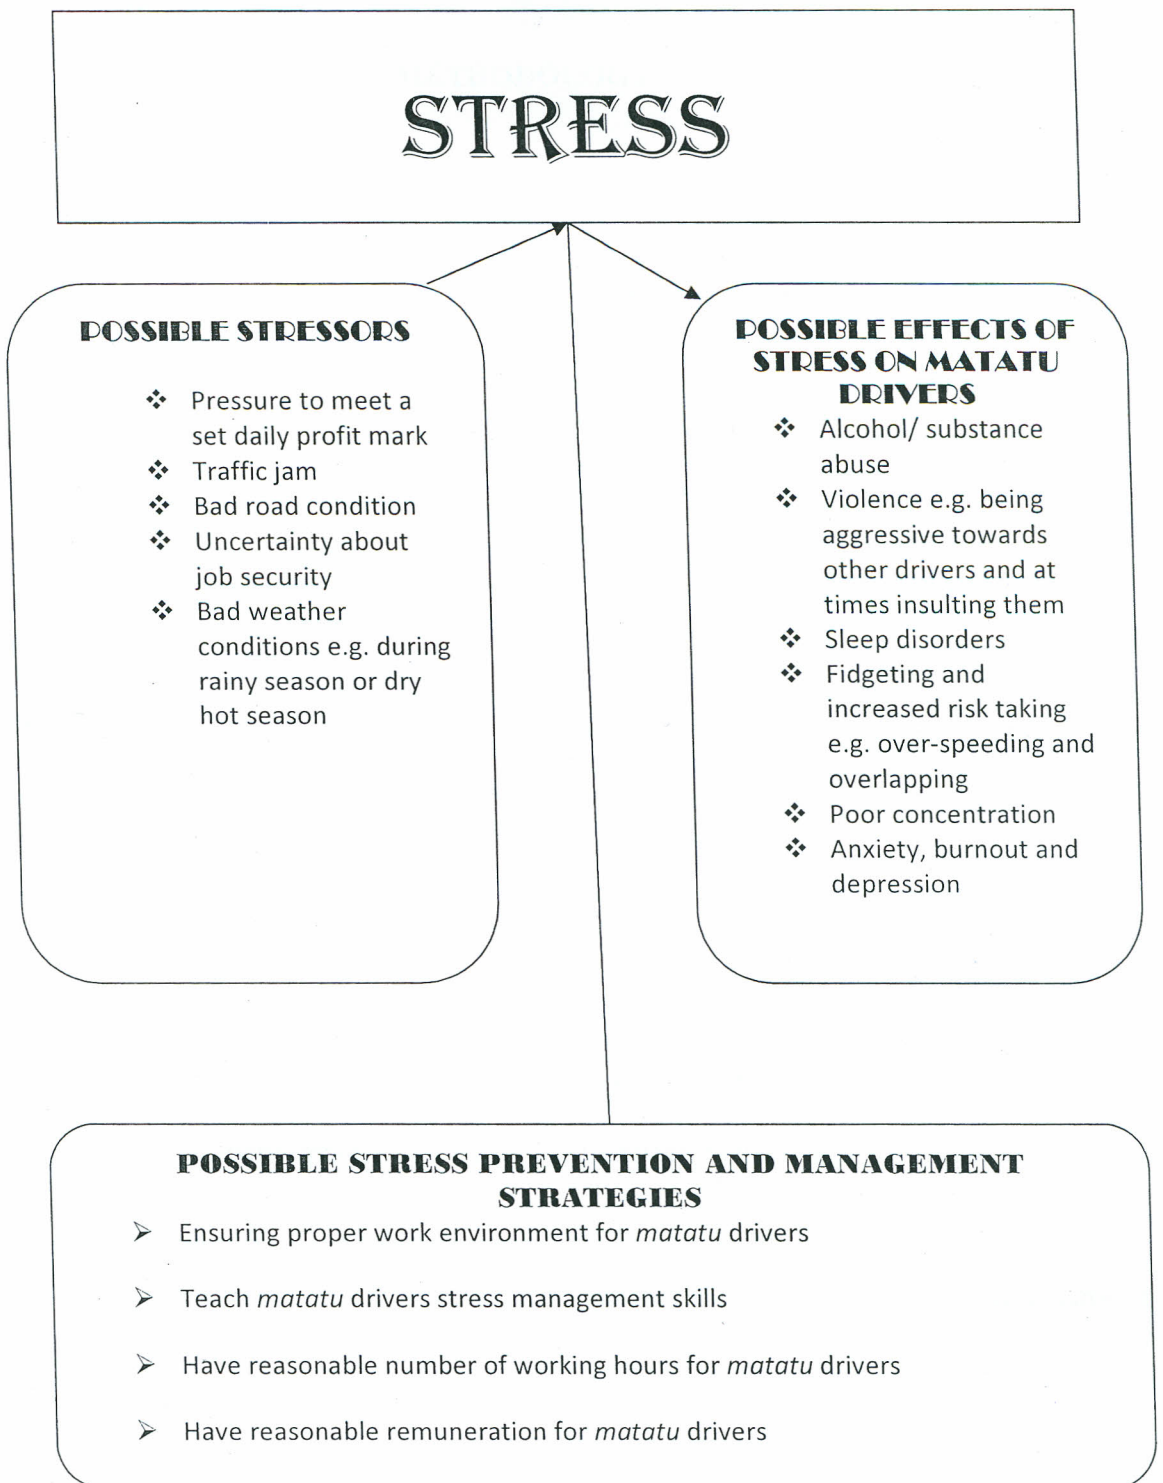 STRESS
POSSIBLE STRESSORS
❖ Pressure to meet a
set daily profit mark
❖ Traffic jam
❖ Bad road condition
❖ Uncertainty about
job security
❖ Bad weather
conditions e.g. during
rainy season or dry
hot season
POSSIBLE EFFECTS OF
STRESS ON MATATU
DRIVERS
❖ Alcohol/ substance
abuse
❖ Violence e.g. being
aggressive towards
other drivers and at
times insulting them
❖ Sleep disorders
❖ Fidgeting and
increased risk taking
e.g. over-speeding and
overlapping
❖ Poor concentration
❖ Anxiety, burnout and
depression
POSSIBLE STRESS PREVENTION AND MANAGEMENT
STRATEGIES
➢ Ensuring proper work environment for matatu drivers
➢ Teach matatu drivers stress management skills
➢ Have reasonable number of working hours for matatu drivers
➢ Have reasonable remuneration for matatu drivers